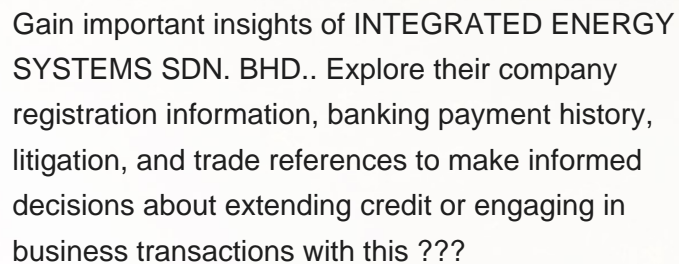 Gain important insights of INTEGRATED ENERGY
SYSTEMS SDN. BHD.. Explore their company
registration information, banking payment history,
litigation, and trade references to make informed
decisions about extending credit or engaging in
business transactions with this ???